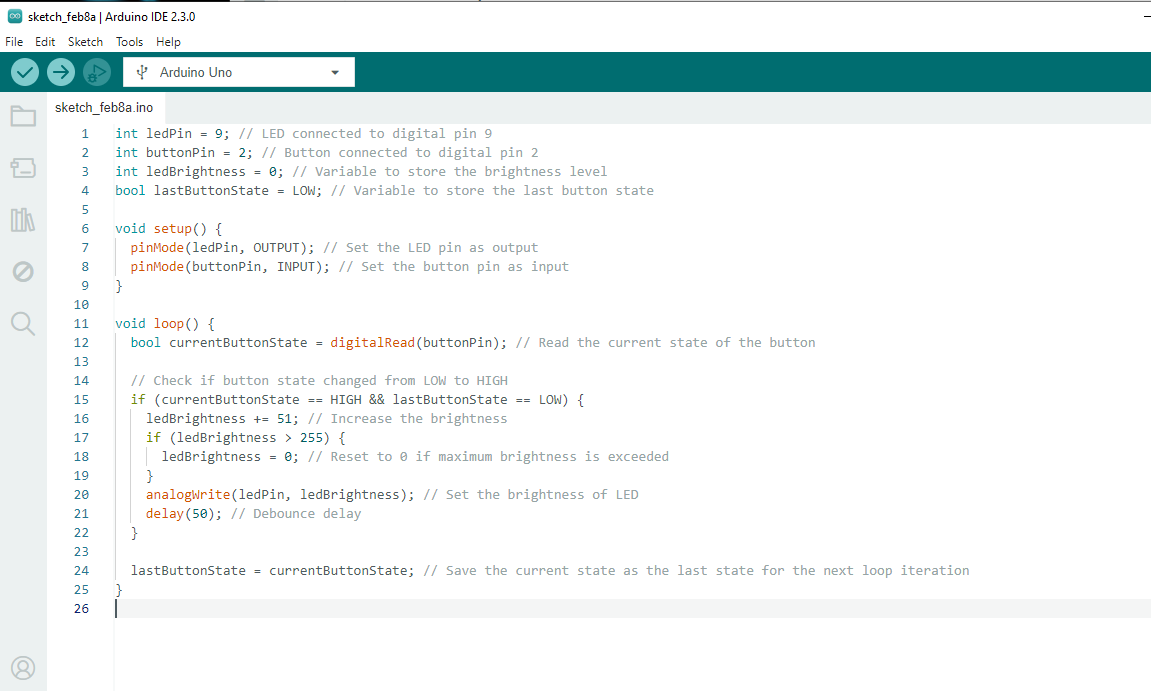 sketch_feb8a | Arduino IDE 2.3.0
File Edit Sketch Tools Help
Arduino Uno
sketch_feb8a.ino
1 int ledPin = 9; // LED connected to digital pin 9
2 int buttonPin = 2; // Button connected to digital pin 2
3 int ledBrightness = 0; // Variable to store the brightness level
4 bool lastButtonState = LOW; // Variable to store the last button state
5
6 void setup() {
7   pinMode(ledPin, OUTPUT); // Set the LED pin as output
8   pinMode(buttonPin, INPUT); // Set the button pin as input
9 }
10
11 void loop() {
12   bool currentButtonState = digitalRead(buttonPin); // Read the current state of the button
13
14   // Check if button state changed from LOW to HIGH
15   if (currentButtonState == HIGH && lastButtonState == LOW) {
16     ledBrightness += 51; // Increase the brightness
17     if (ledBrightness > 255) {
18       ledBrightness = 0; // Reset to 0 if maximum brightness is exceeded
19     }
20     analogWrite(ledPin, ledBrightness); // Set the brightness of LED
21     delay(50); // Debounce delay
22   }
23
24   lastButtonState = currentButtonState; // Save the current state as the last state for the next loop iteration
25 }
26